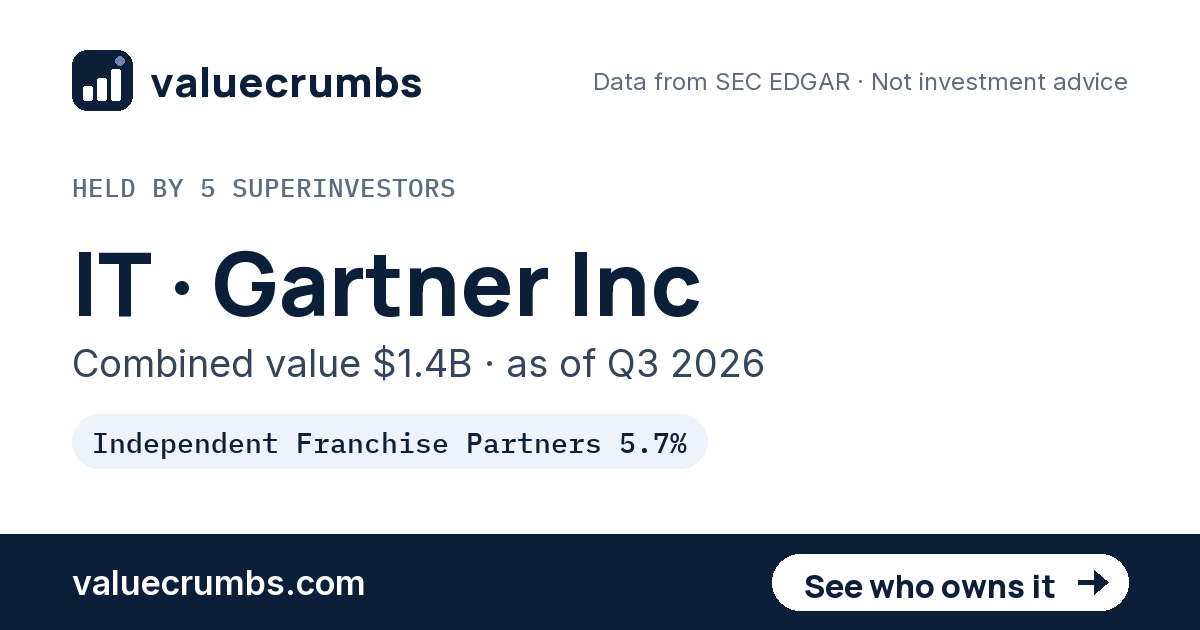 valuecrumbs
Data from SEC EDGAR · Not investment advice
HELD BY 5 SUPERINVESTORS
IT · Gartner Inc
Combined value $1.4B · as of Q3 2026
Independent Franchise Partners 5.7%
valuecrumbs.com
See who owns it →